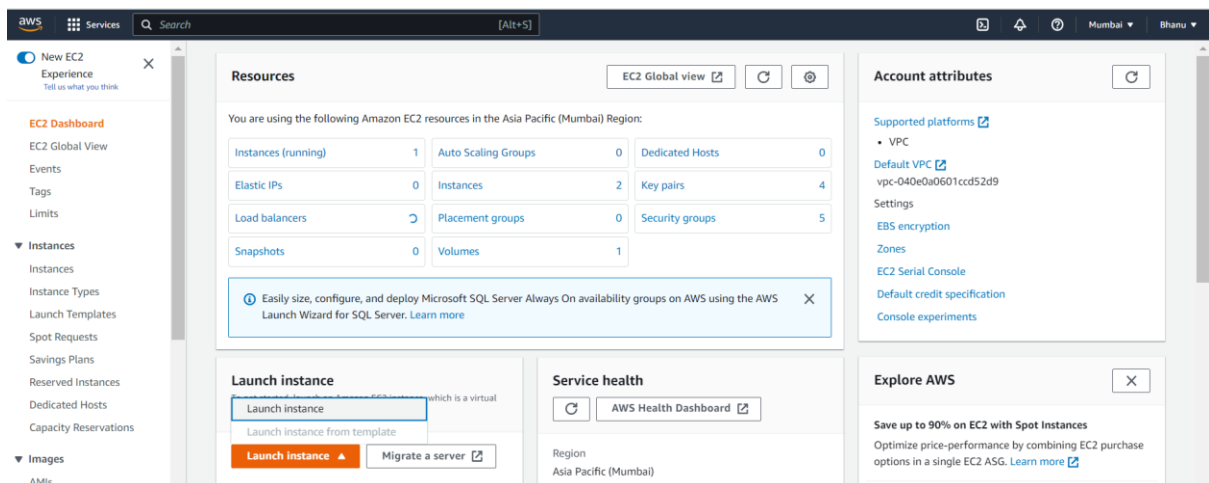 aws
Services
Search
[Alt+S]
Mumbai ▼
Bhanu ▼
New EC2
Experience
Tell us what you think
EC2 Dashboard
EC2 Global View
Events
Tags
Limits
▼ Instances
Instances
Instance Types
Launch Templates
Spot Requests
Savings Plans
Reserved Instances
Dedicated Hosts
Capacity Reservations
▼ Images
AMIs
Resources
EC2 Global view
You are using the following Amazon EC2 resources in the Asia Pacific (Mumbai) Region:
Instances (running) 1
Auto Scaling Groups 0
Dedicated Hosts 0
Elastic IPs 0
Instances 2
Key pairs 4
Load balancers
Placement groups 0
Security groups 5
Snapshots 0
Volumes 1
Easily size, configure, and deploy Microsoft SQL Server Always On availability groups on AWS using the AWS
Launch Wizard for SQL Server. Learn more
Launch instance
which is a virtual
Launch instance
Launch instance from template
Launch instance ▲
Migrate a server
Service health
AWS Health Dashboard
Region
Asia Pacific (Mumbai)
Account attributes
Supported platforms
• VPC
Default VPC
vpc-040e0a0601ccd52d9
Settings
EBS encryption
Zones
EC2 Serial Console
Default credit specification
Console experiments
Explore AWS
Save up to 90% on EC2 with Spot Instances
Optimize price-performance by combining EC2 purchase
options in a single EC2 ASG. Learn more